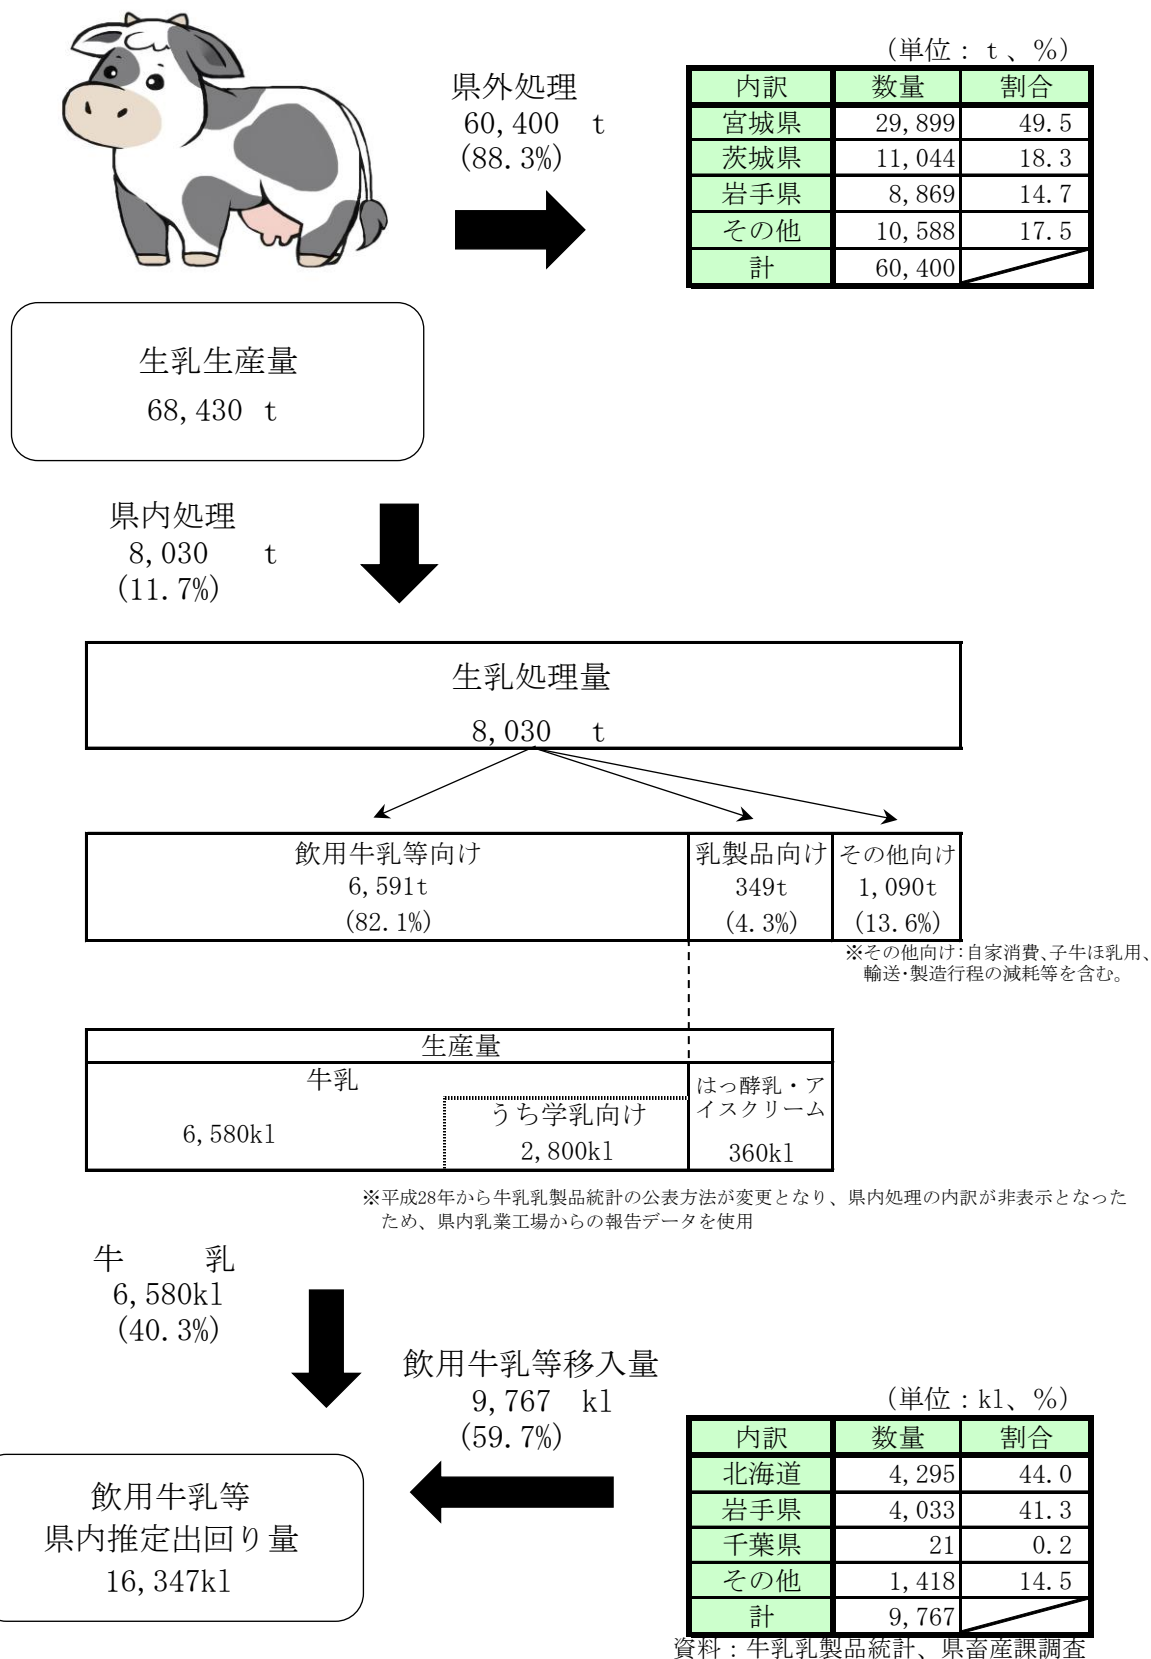 県外処理
60,400 t
(88.3%)
(単位：ｔ、%)
内訳 数量 割合
宮城県 29,899 49.5
茨城県 11,044 18.3
岩手県 8,869 14.7
その他 10,588 17.5
計 60,400
生乳生産量
68,430 t
県内処理
8,030 t
(11.7%)
生乳処理量
8,030 t
飲用牛乳等向け 乳製品向け その他向け
6,591t 349t 1,090t
(82.1%) (4.3%) (13.6%)
※その他向け：自家消費、子牛ほ乳用、
輸送・製造行程の減耗等を含む。
生産量
牛乳
6,580kl
うち学乳向け
2,800kl
はっ酵乳・ア
イスクリーム
360kl
※平成28年から牛乳乳製品統計の公表方法が変更となり、県内処理の内訳が非表示となった
ため、県内乳業工場からの報告データを使用
牛 乳
6,580kl
(40.3%)
飲用牛乳等移入量
9,767 kl
(59.7%)
(単位：kl、%)
内訳 数量 割合
北海道 4,295 44.0
岩手県 4,033 41.3
千葉県 21 0.2
その他 1,418 14.5
計 9,767
飲用牛乳等
県内推定出回り量
16,347kl
資料：牛乳乳製品統計、県畜産課調査